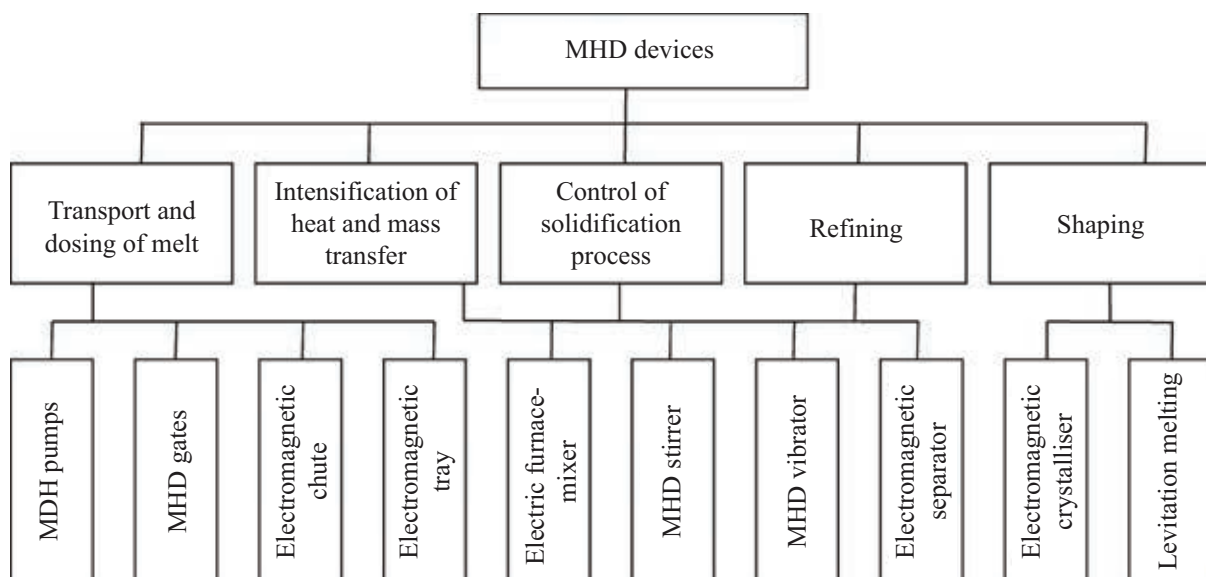 MHD devices
Transport and
dosing of melt
Intensification of
heat and mass
transfer
Control of
solidification
process
Refining
Shaping
MDH pumps
MHD gates
Electromagnetic
chute
Electromagnetic
tray
Electric furnace-
mixer
MHD stirrer
MHD vibrator
Electromagnetic
separator
Electromagnetic
crystalliser
Levitation melting